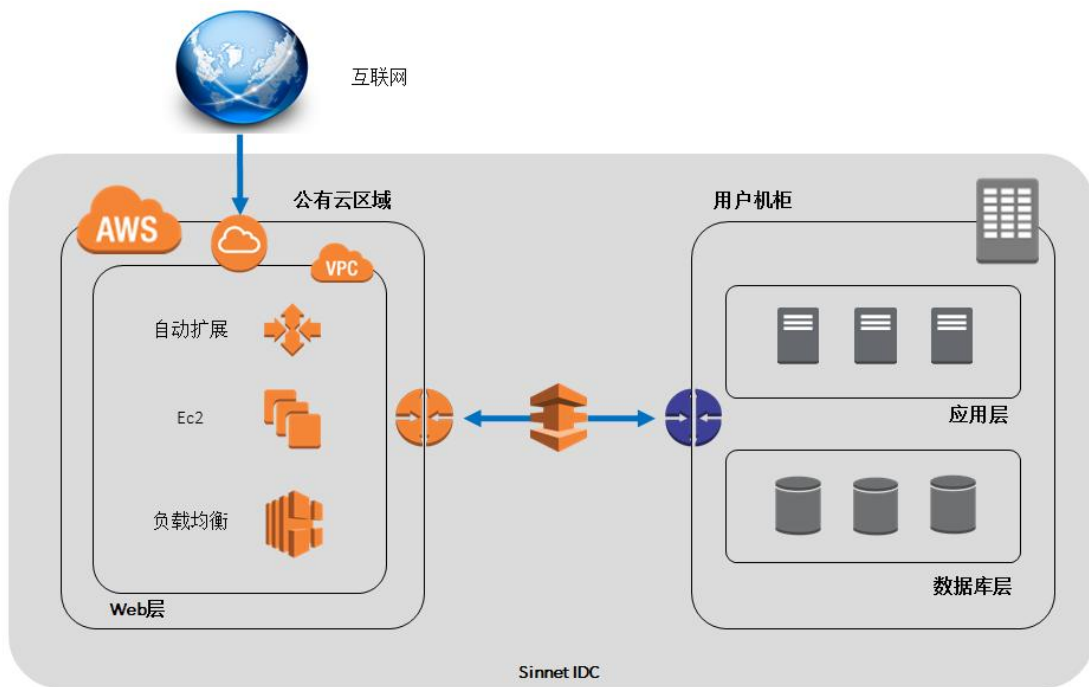 互联网
公有云区域
用户机柜
AWS
VPC
自动扩展
Ec2
应用层
负载均衡
数据库层
Web层
Sinnet IDC